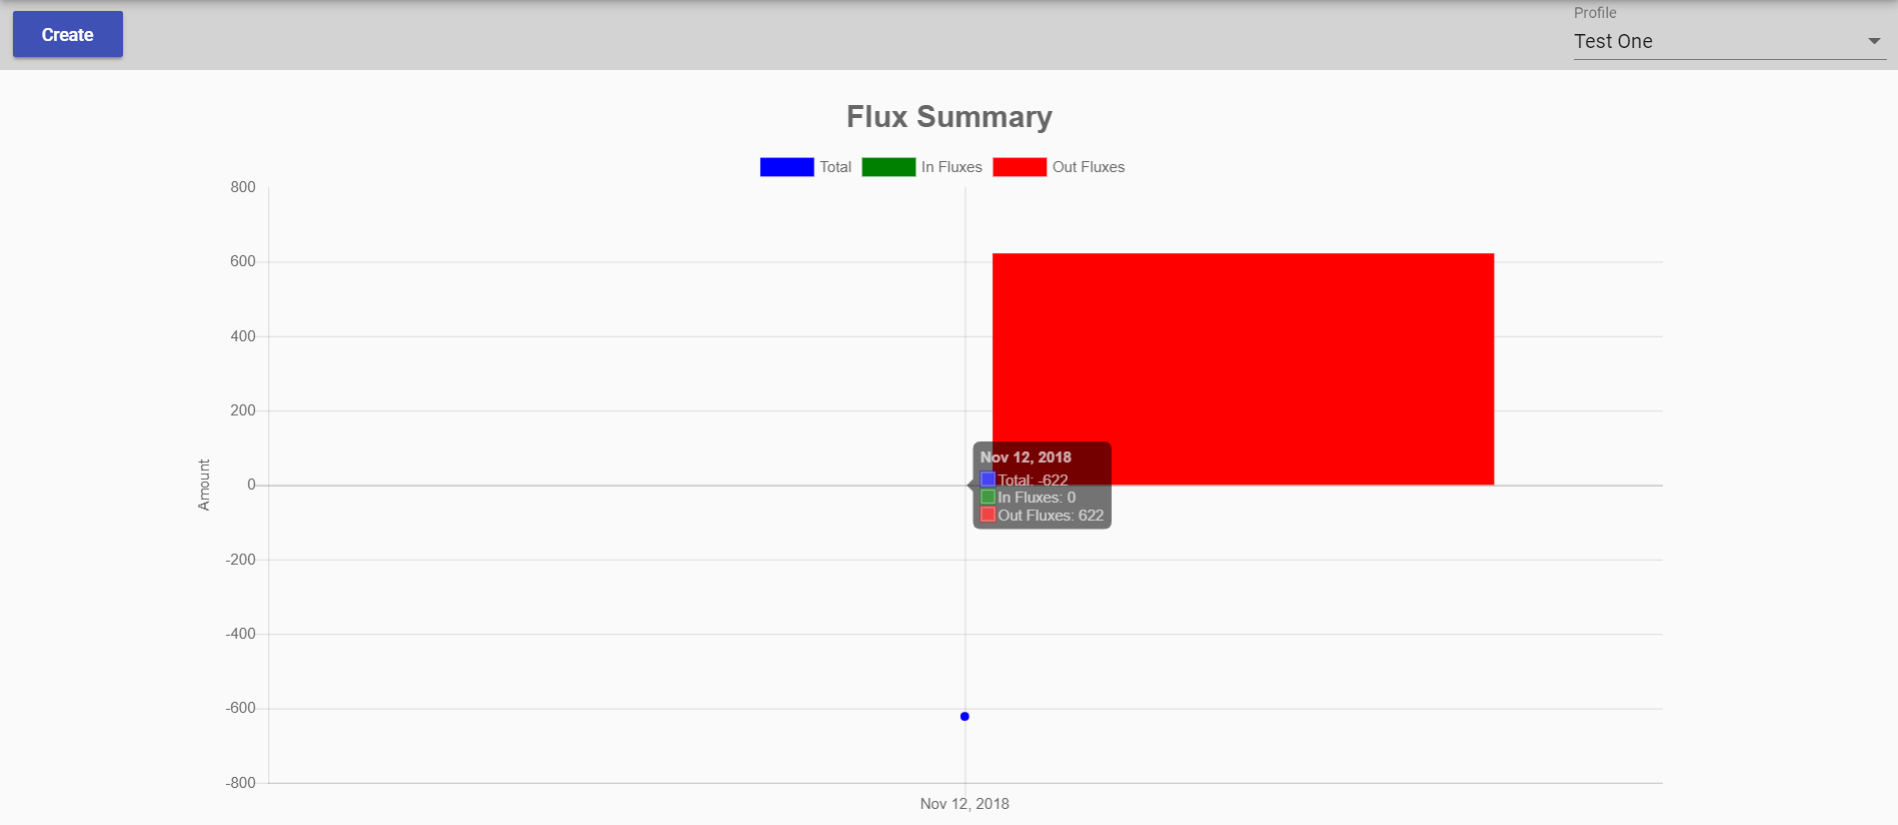 Create
Profile
Test One
Flux Summary
Total In Fluxes Out Fluxes
800
600
400
200
0
-200
-400
-600
-800
Amount
Nov 12, 2018
Total: -622
In Fluxes: 0
Out Fluxes: 622
Nov 12, 2018